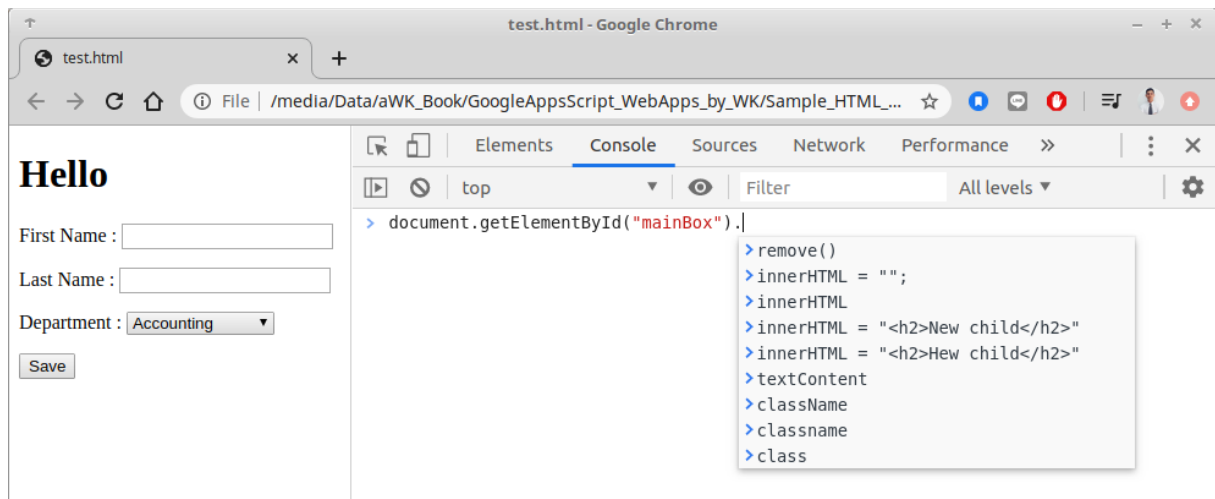 test.html - Google Chrome
test.html
File | /media/Data/aWK_Book/GoogleAppsScript_WebApps_by_WK/Sample_HTML_...
Elements Console Sources Network Performance »
top Filter All levels ▼
Hello
First Name :
Last Name :
Department : Accounting
Save
> document.getElementById("mainBox").
>remove()
>innerHTML = "";
>innerHTML
>innerHTML = "<h2>New child</h2>"
>innerHTML = "<h2>Hew child</h2>"
>textContent
>className
>classname
>class